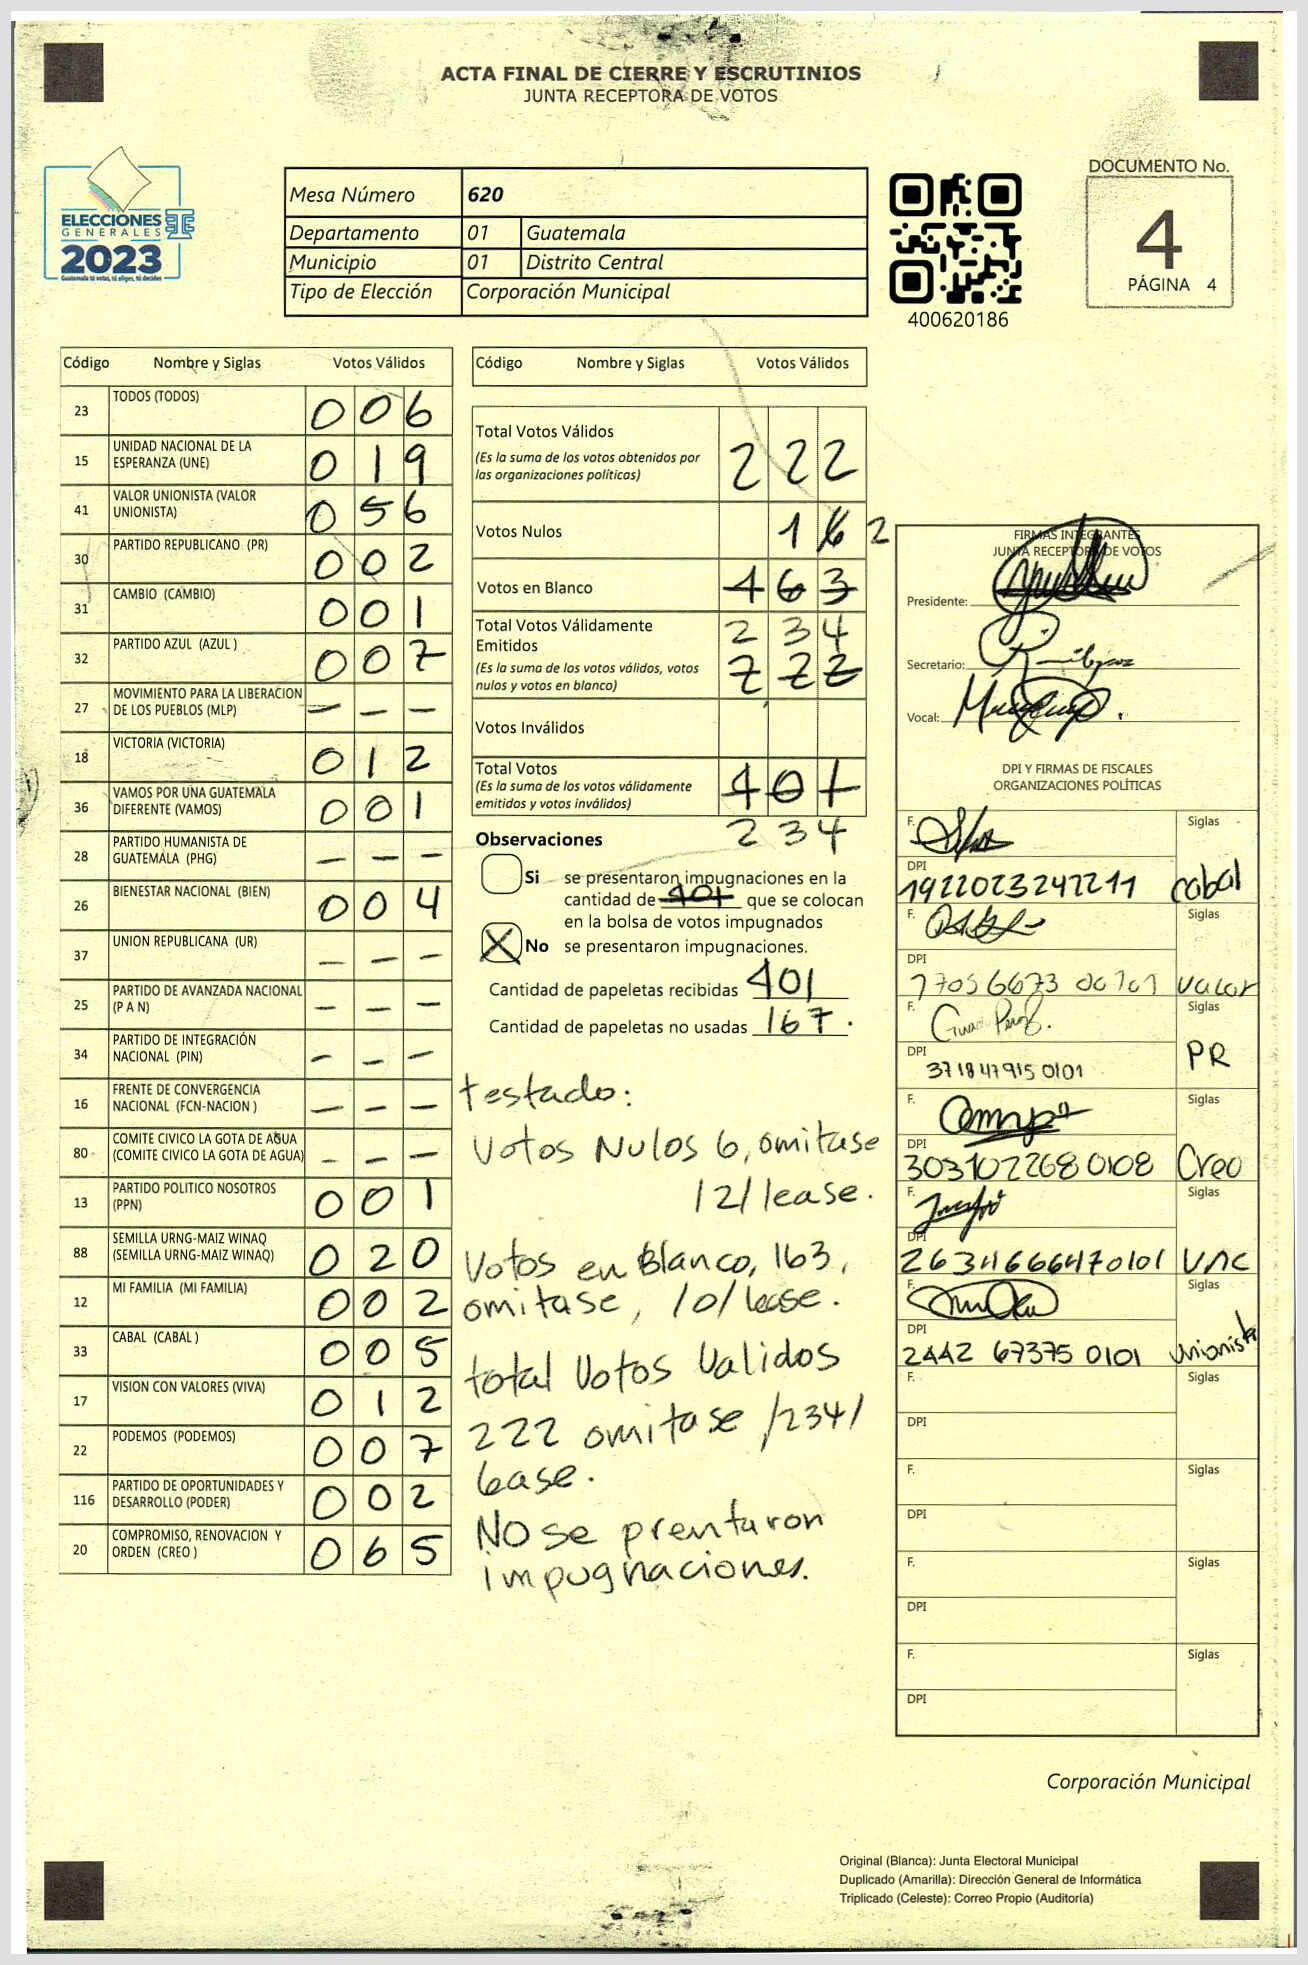 ACTA FINAL DE CIERRE Y ESCRUTINIOS
JUNTA RECEPTORA DE VOTOS
ELECCIONES
GENERALES
2023
Guatemala tú votas, tú eliges, tú decides
Mesa Número 620
Departamento 01 Guatemala
Municipio 01 Distrito Central
Tipo de Elección Corporación Municipal
400620186
DOCUMENTO No.
4
PÁGINA 4
Código Nombre y Siglas Votos Válidos
23 TODOS (TODOS) 0 0 6
15 UNIDAD NACIONAL DE LA ESPERANZA (UNE) 0 1 9
41 VALOR UNIONISTA (VALOR UNIONISTA) 0 5 6
30 PARTIDO REPUBLICANO (PR) 0 0 2
31 CAMBIO (CAMBIO) 0 0 1
32 PARTIDO AZUL (AZUL ) 0 0 7
27 MOVIMIENTO PARA LA LIBERACION DE LOS PUEBLOS (MLP) — — —
18 VICTORIA (VICTORIA) 0 1 2
36 VAMOS POR UNA GUATEMALA DIFERENTE (VAMOS) 0 0 1
28 PARTIDO HUMANISTA DE GUATEMALA (PHG) — — —
26 BIENESTAR NACIONAL (BIEN) 0 0 4
37 UNION REPUBLICANA (UR) — — —
25 PARTIDO DE AVANZADA NACIONAL (P A N) — — —
34 PARTIDO DE INTEGRACIÓN NACIONAL (PIN) — — —
16 FRENTE DE CONVERGENCIA NACIONAL (FCN-NACION ) — — —
80 COMITE CIVICO LA GOTA DE AGUA (COMITE CIVICO LA GOTA DE AGUA) — — —
13 PARTIDO POLITICO NOSOTROS (PPN) 0 0 1
88 SEMILLA URNG-MAIZ WINAQ (SEMILLA URNG-MAIZ WINAQ) 0 2 0
12 MI FAMILIA (MI FAMILIA) 0 0 2
33 CABAL (CABAL ) 0 0 5
17 VISION CON VALORES (VIVA) 0 1 2
22 PODEMOS (PODEMOS) 0 0 7
116 PARTIDO DE OPORTUNIDADES Y DESARROLLO (PODER) 0 0 2
20 COMPROMISO, RENOVACION Y ORDEN (CREO ) 0 6 5
Código Nombre y Siglas Votos Válidos
Total Votos Válidos 2 2 2
(Es la suma de los votos obtenidos por
las organizaciones políticas)
Votos Nulos 1 6 2
Votos en Blanco 4 6 3
Total Votos Válidamente 2 3 4
Emitidos 2 2 2
(Es la suma de los votos válidos, votos
nulos y votos en blanco)
Votos Inválidos
Total Votos 4 0 1
(Es la suma de los votos válidamente
emitidos y votos inválidos)
2 3 4
Observaciones
Si se presentaron impugnaciones en la
cantidad de 401 que se colocan
en la bolsa de votos impugnados
X No se presentaron impugnaciones.
Cantidad de papeletas recibidas 401
Cantidad de papeletas no usadas 167.
testado:
Votos Nulos 6, omitase
12/lease.
Votos en Blanco, 163,
omitase, /0/ lease.
total Votos Validos
222 omitase /234/
lease.
NO se prentaron
impugnaciones.
FIRMAS INTEGRANTES
JUNTA RECEPTORA DE VOTOS
Presidente:
Secretario:
Vocal:
DPI Y FIRMAS DE FISCALES
ORGANIZACIONES POLÍTICAS
F. Siglas
DPI
1922023242211 cabal
F. Siglas
DPI
valor
F. Siglas
DPI
371847915 0101 PR
F. Siglas
DPI
303102268 0108 Creo
F. Siglas
DPI
26341666470101 UNC
F. Siglas
DPI
2442 67375 0101 unionista
F. Siglas
DPI
F. Siglas
DPI
F. Siglas
DPI
F. Siglas
DPI
Corporación Municipal
Original (Blanca): Junta Electoral Municipal
Duplicado (Amarilla): Dirección General de Informática
Triplicado (Celeste): Correo Propio (Auditoría)